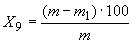 X₉ = (m − m₁) · 100 / m